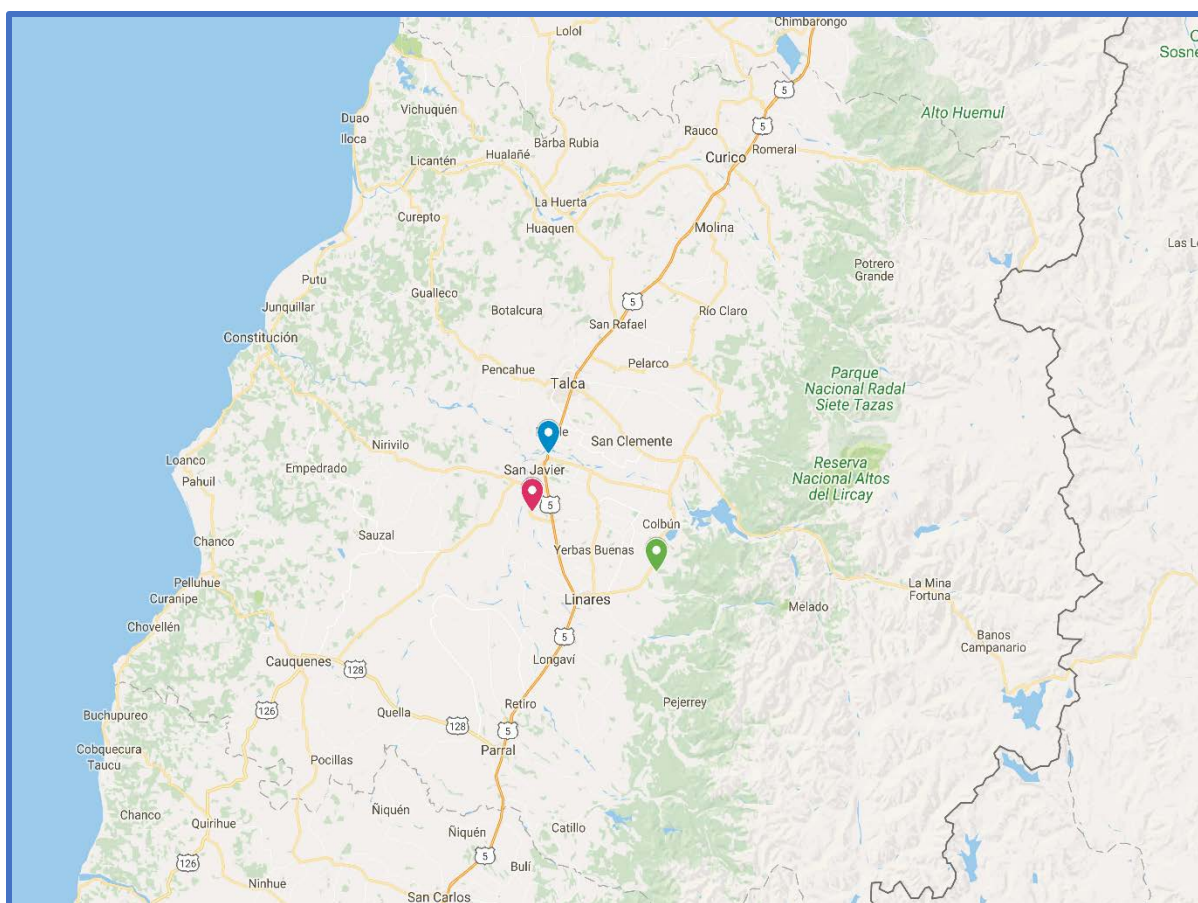 Chimbarongo
Lolol
Sosne
5
Vichuquén
Alto Huemul
Duao
Iloca
5
Rauco
Barba Rubia
Hualañé
Romeral
Licantén
Curico
La Huerta
Curepto
Huaquen
Molina
Las L
Potrero
Grande
Putu
Gualleco
Junquillar
5
Botalcura
Río Claro
San Rafael
Constitución
Pelarco
Pencahue
Parque
Nacional Radal
Siete Tazas
Talca
San Clemente
Nirivilo
Loanco
Empedrado
San Javier
Reserva
Nacional Altos
del Lircay
Pahuil
5
Colbún
Sauzal
Chanco
Yerbas Buenas
Pelluhue
La Mina
Fortuna
Curanipe
Linares
Melado
Chovellén
5
Banos
Campanario
Cauquenes
128
Longaví
Pejerrey
Retiro
126
Quella
Buchupureo
128
5
Cobquecura
Taucu
Parral
Pocillas
Ñiquén
Chanco
Quirihue
Ñiquén
Catillo
5
126
Bulí
Ninhue
San Carlos